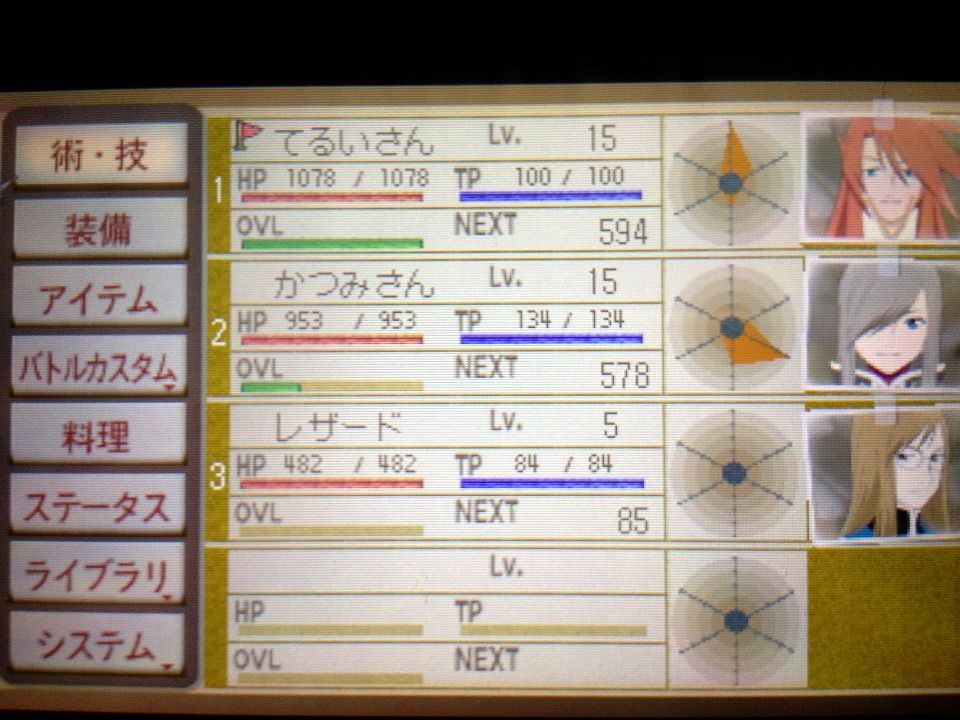 術・技
装備
アイテム
バトルカスタム
料理
ステータス
ライブラリ
システム
1
てるいさん Lv. 15
HP 1078 / 1078 TP 100 / 100
OVL NEXT 594
2
かつみさん Lv. 15
HP 953 / 953 TP 134 / 134
OVL NEXT 578
3
レザード Lv. 5
HP 482 / 482 TP 84 / 84
OVL NEXT 85
Lv.
HP TP
OVL NEXT